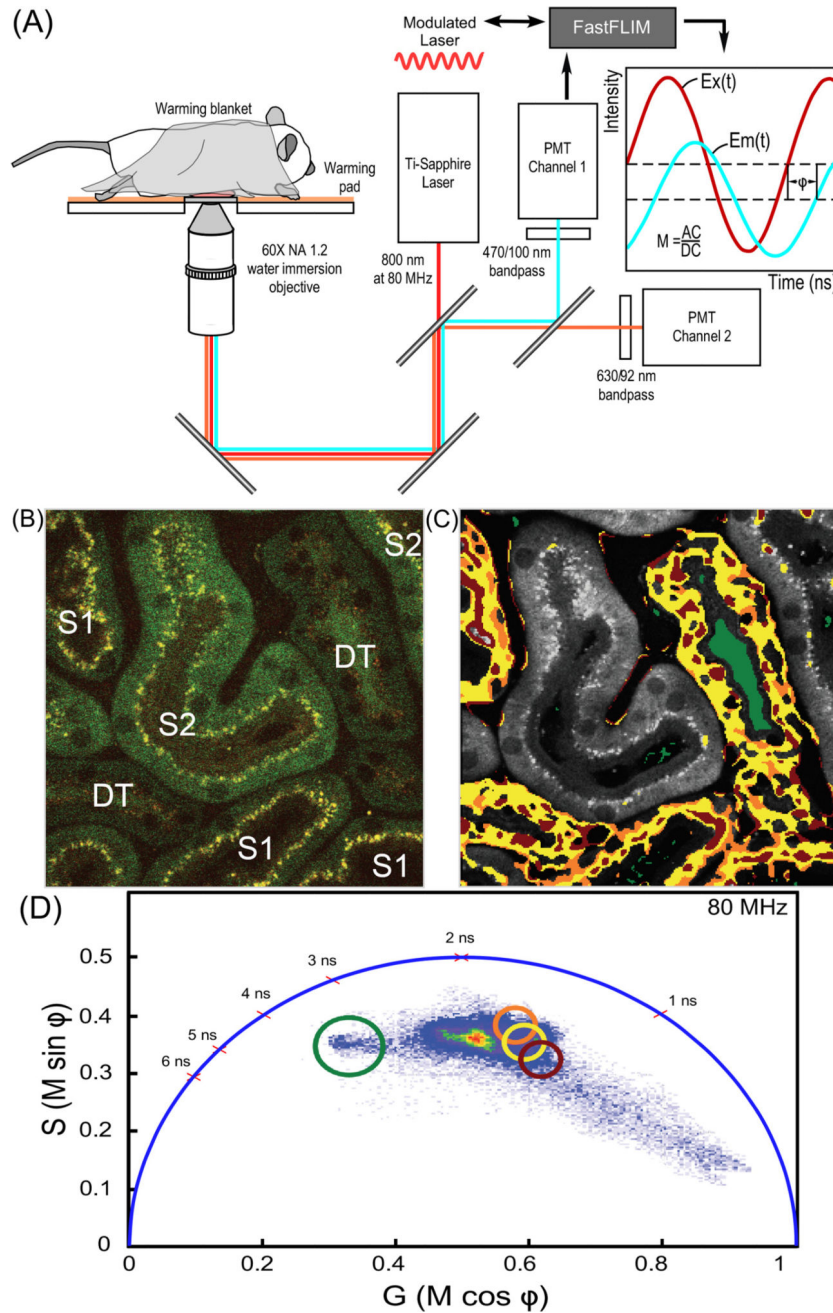 (A)
Modulated
Laser
FastFLIM
Warming blanket
Warming
pad
60X NA 1.2
water immersion
objective
Ti-Sapphire
Laser
800 nm
at 80 MHz
PMT
Channel 1
470/100 nm
bandpass
PMT
Channel 2
630/92 nm
bandpass
Intensity
Ex(t)
Em(t)
φ
M = AC
DC
Time (ns)
(B)
S1
S2
DT
S2
DT
S1
S1
(C)
(D)
80 MHz
S (M sin φ)
0.5
0.4
0.3
0.2
0.1
0
6 ns
5 ns
4 ns
3 ns
2 ns
1 ns
0
0.2
0.4
0.6
0.8
1
G (M cos φ)